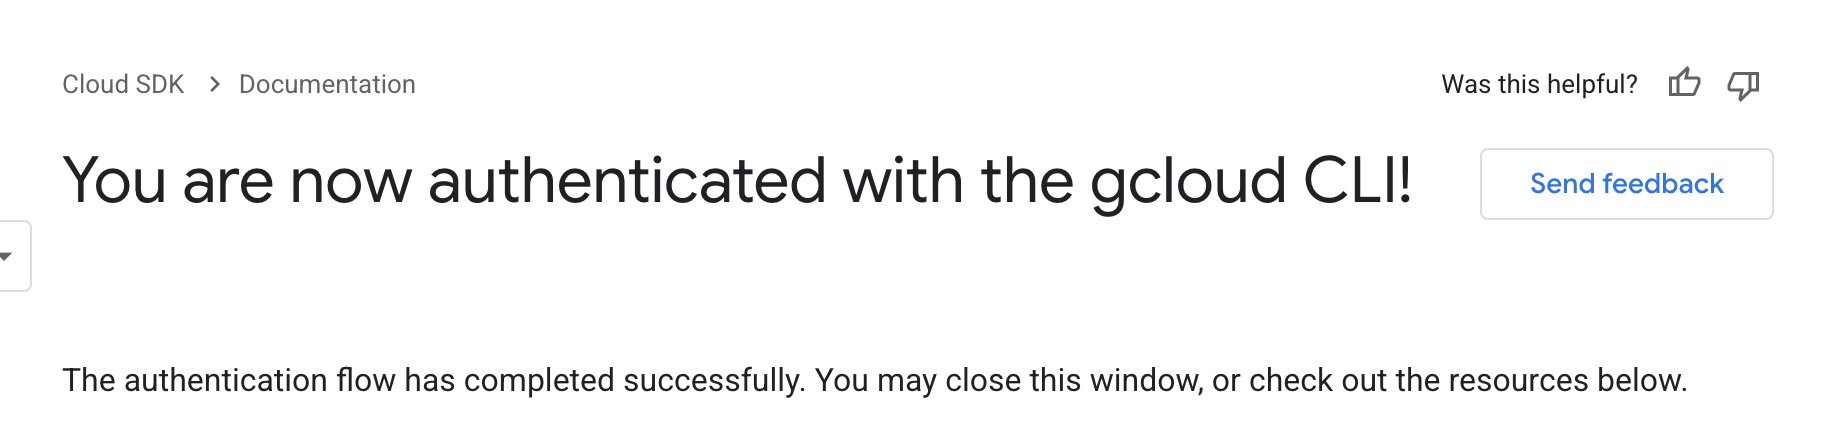 Cloud SDK > Documentation
Was this helpful?
You are now authenticated with the gcloud CLI!
Send feedback
The authentication flow has completed successfully. You may close this window, or check out the resources below.